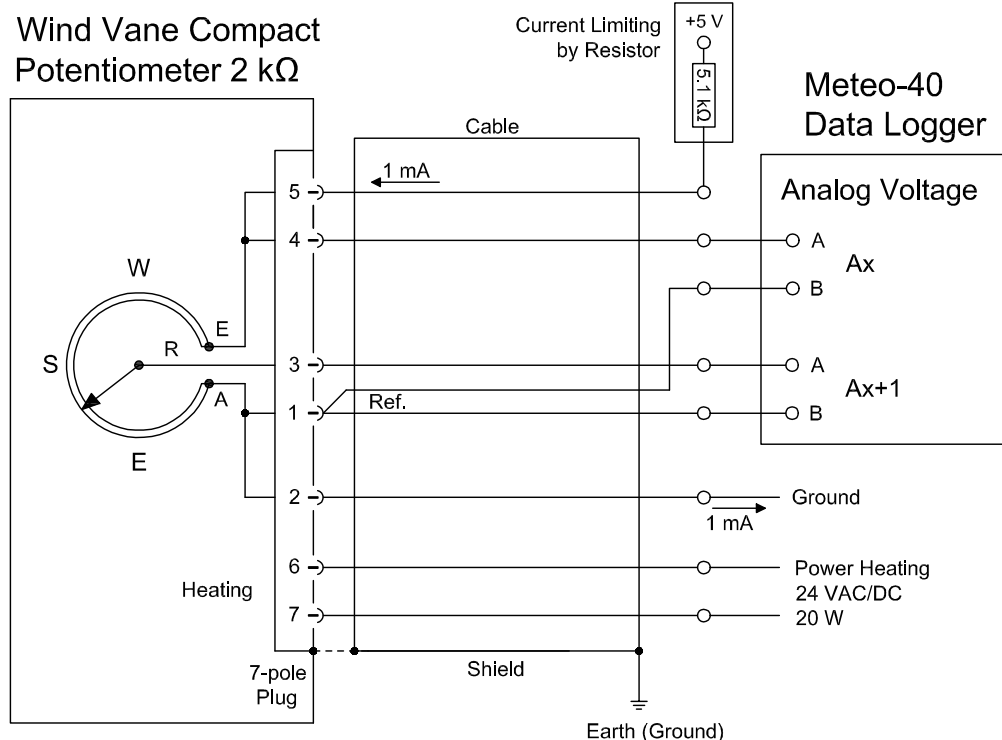 Wind Vane Compact
Potentiometer 2 kΩ
Current Limiting
by Resistor
+5 V
5.1 kΩ
Meteo-40
Data Logger
Cable
1 mA
5
4
Analog Voltage
A
Ax
B
W
E
R
S
A
E
3
Ref.
1
A
Ax+1
B
2
Ground
1 mA
6
Heating
7
Power Heating
24 VAC/DC
20 W
7-pole
Plug
Shield
Earth (Ground)